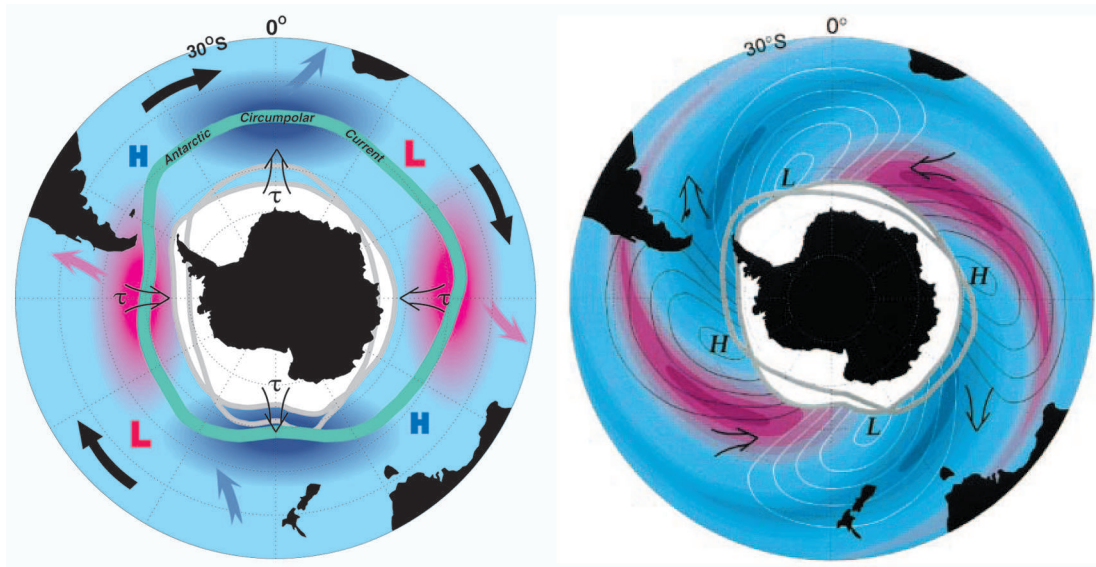 0°
30°S
Antarctic Circumpolar Current
H
L
τ
τ
τ
τ
L
H
0°
30°S
L
H
H
L